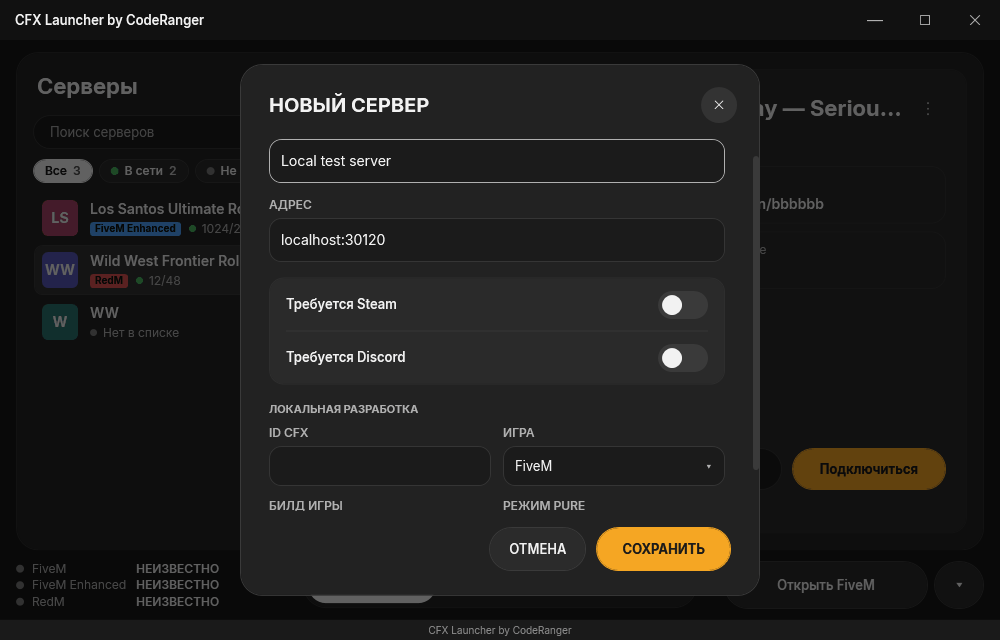 CFX Launcher by CodeRanger
Серверы
Поиск серверов
Все 3
В сети 2
Не
LS
Los Santos Ultimate Ro
FiveM Enhanced
1024/2
WW
Wild West Frontier Rol
RedM
12/48
W
WW
Нет в списке
ay — Seriou...
n/bbbbbb
е
Подключиться
НОВЫЙ СЕРВЕР
Local test server
АДРЕС
localhost:30120
Требуется Steam
Требуется Discord
ЛОКАЛЬНАЯ РАЗРАБОТКА
ID CFX
ИГРА
FiveM
БИЛД ИГРЫ
РЕЖИМ PURE
ОТМЕНА
СОХРАНИТЬ
FiveM НЕИЗВЕСТНО
FiveM Enhanced НЕИЗВЕСТНО
RedM НЕИЗВЕСТНО
Открыть FiveM
CFX Launcher by CodeRanger